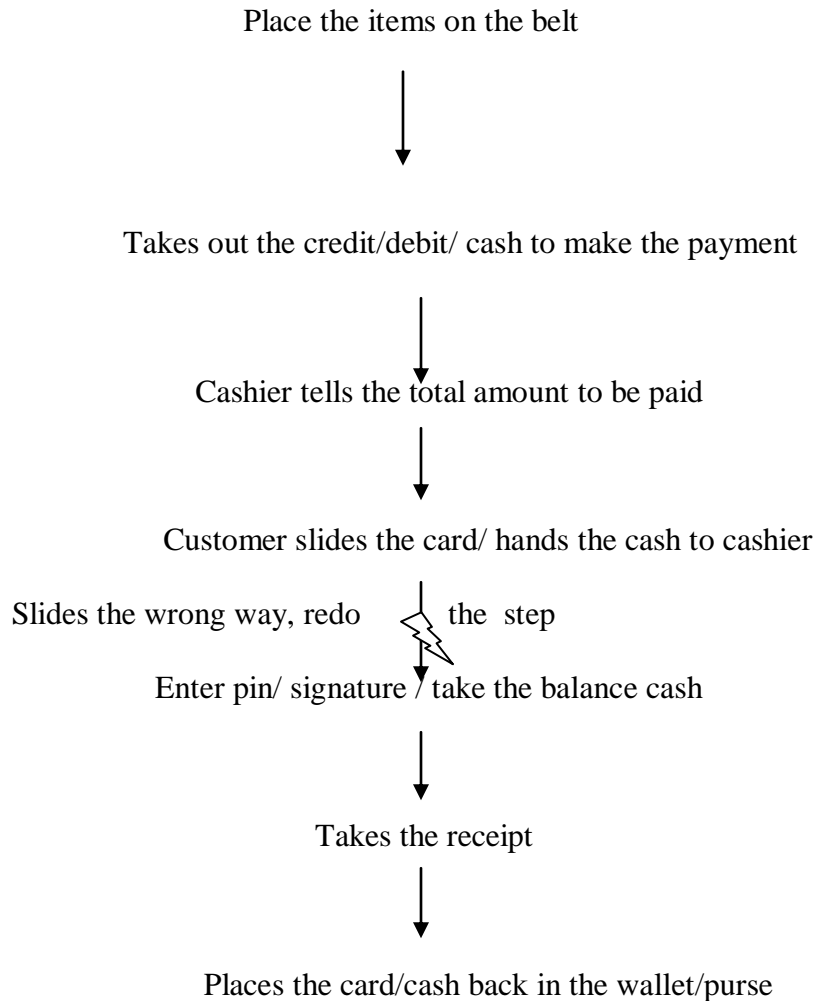 Place the items on the belt
Takes out the credit/debit/ cash to make the payment
Cashier tells the total amount to be paid
Customer slides the card/ hands the cash to cashier
Slides the wrong way, redo the step
Enter pin/ signature / take the balance cash
Takes the receipt
Places the card/cash back in the wallet/purse